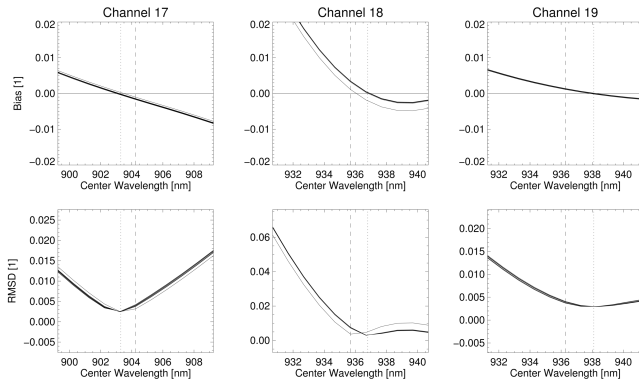 Channel 17
Channel 18
Channel 19
Bias [1]
0.02
0.01
0.00
−0.01
−0.02
900 902 904 906 908
Center Wavelength [nm]
0.02
0.01
0.00
−0.01
−0.02
932 934 936 938 940
Center Wavelength [nm]
0.02
0.01
0.00
−0.01
−0.02
932 934 936 938 940
Center Wavelength [nm]
RMSD [1]
0.025
0.020
0.015
0.010
0.005
0.000
−0.005
900 902 904 906 908
Center Wavelength [nm]
0.06
0.04
0.02
0.00
932 934 936 938 940
Center Wavelength [nm]
0.020
0.015
0.010
0.005
0.000
−0.005
932 934 936 938 940
Center Wavelength [nm]